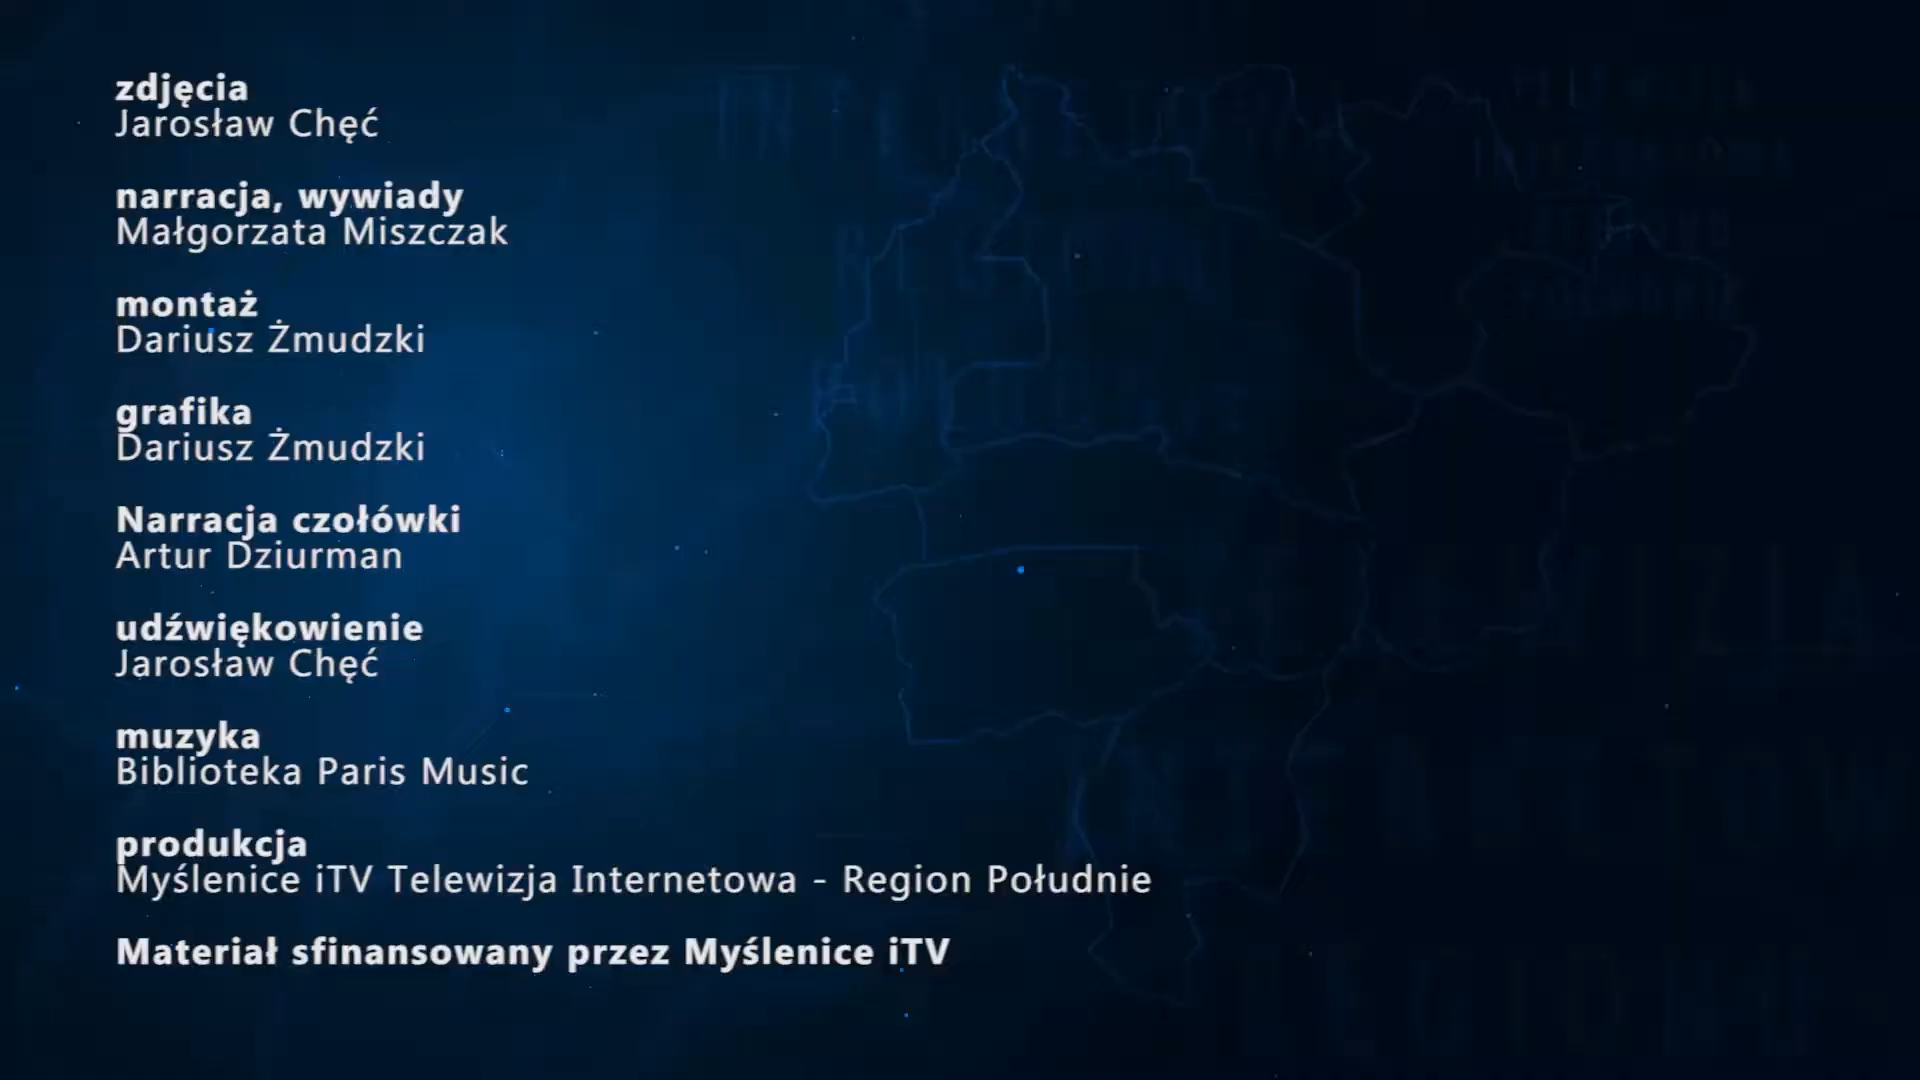 zdjęcia
Jarosław Chęć
narracja, wywiady
Małgorzata Miszczak
montaż
Dariusz Żmudzki
grafika
Dariusz Żmudzki
Narracja czołówki
Artur Dziurman
udźwiękowienie
Jarosław Chęć
muzyka
Biblioteka Paris Music
produkcja
Myślenice iTV Telewizja Internetowa - Region Południe
Materiał sfinansowany przez Myślenice iTV